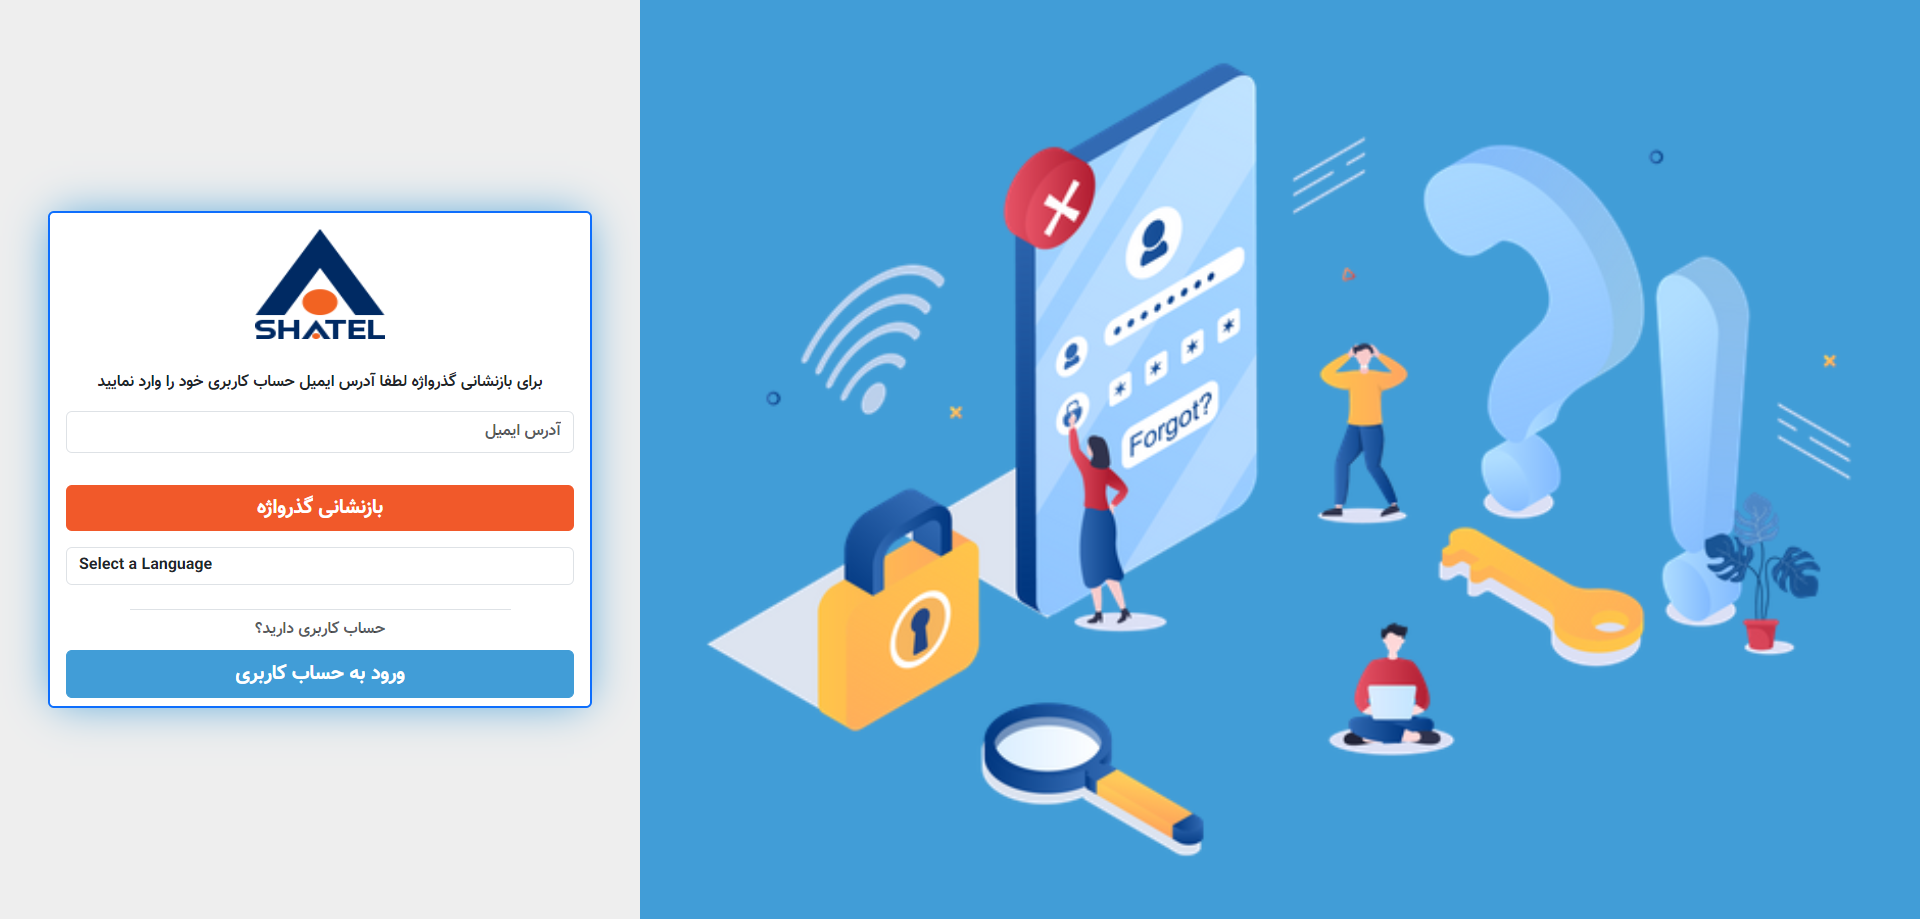 SHATEL
برای بازنشانی گذرواژه لطفا آدرس ایمیل حساب کاربری خود را وارد نمایید
آدرس ایمیل
بازنشانی گذرواژه
Select a Language
حساب کاربری دارید؟
ورود به حساب کاربری
Forgot?